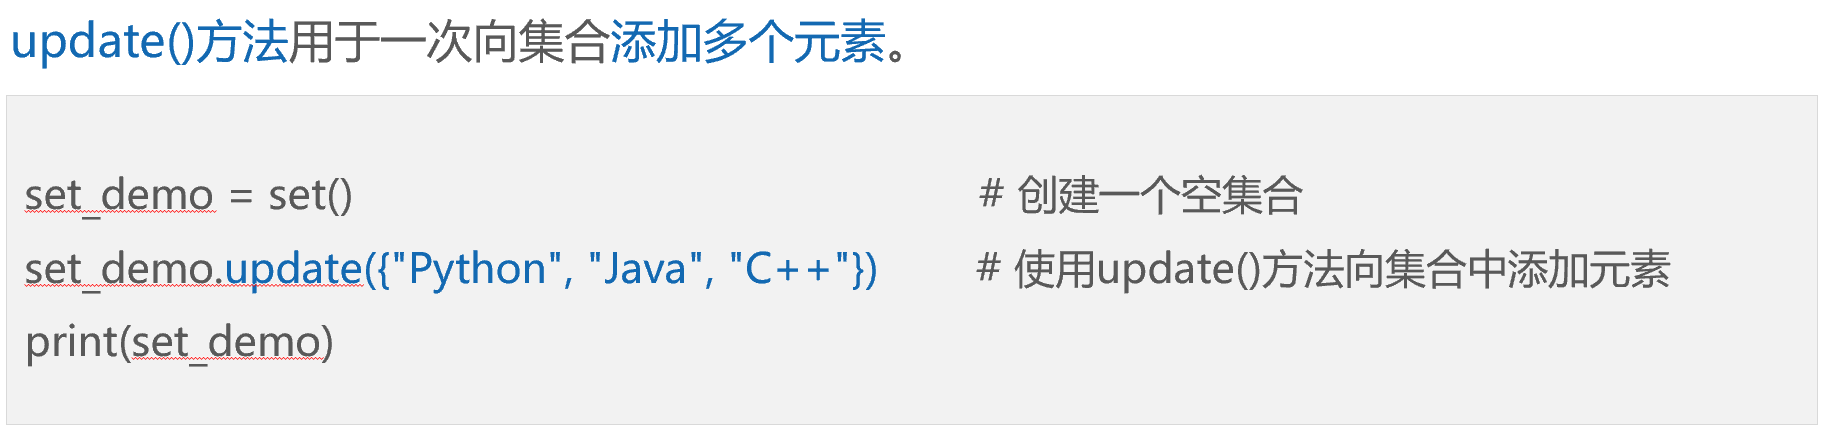 update()方法用于一次向集合添加多个元素。
set_demo = set() # 创建一个空集合
set_demo.update({"Python", "Java", "C++"}) # 使用update()方法向集合中添加元素
print(set_demo)